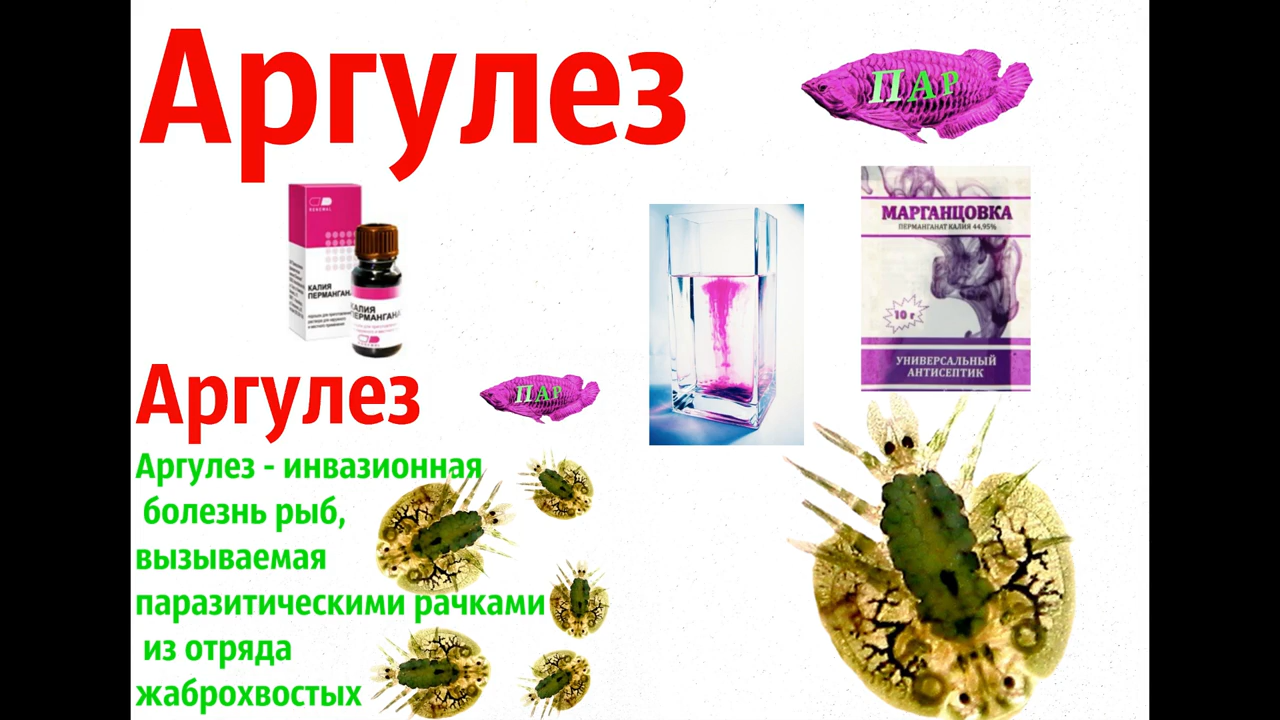 Аргулез
ПАР
КАЛИЯ
КАЛИЯ
МАРГАНЦОВКА
ПЕРМАНГАНАТ КАЛИЯ 44,95%
10 г
УНИВЕРСАЛЬНЫЙ
АНТИСЕПТИК
Аргулез
ПАР
Аргулез - инвазионная
болезнь рыб,
вызываемая
паразитическими рачками
из отряда
жаброхвостых